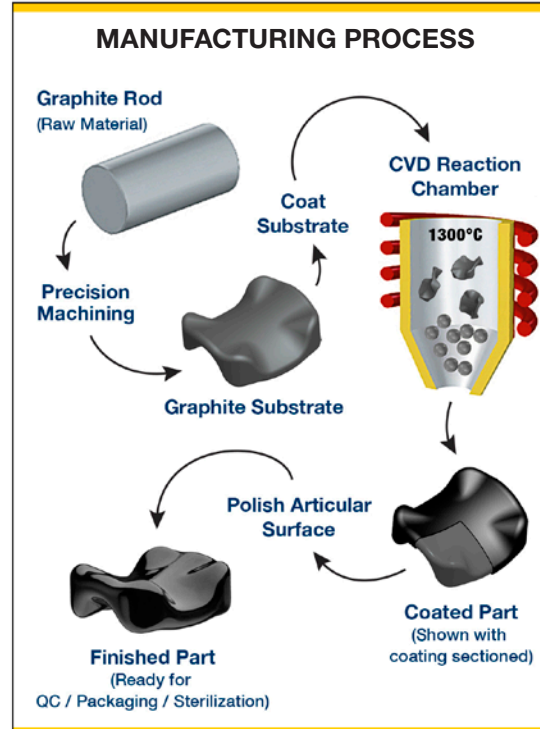 MANUFACTURING PROCESS
Graphite Rod
(Raw Material)
Precision
Machining
Graphite Substrate
Coat
Substrate
CVD Reaction
Chamber
1300°C
Coated Part
(Shown with
coating sectioned)
Polish Articular
Surface
Finished Part
(Ready for
QC / Packaging / Sterilization)